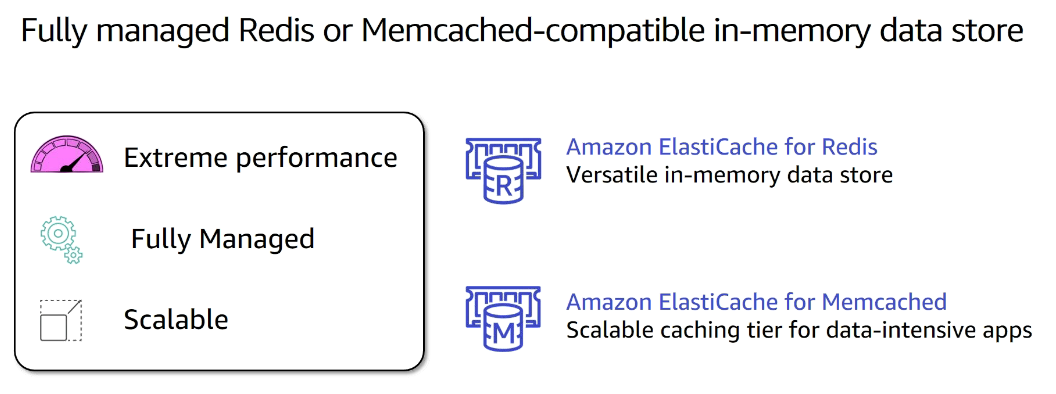 Fully managed Redis or Memcached-compatible in-memory data store
Extreme performance
Fully Managed
Scalable
R
Amazon ElastiCache for Redis
Versatile in-memory data store
M
Amazon ElastiCache for Memcached
Scalable caching tier for data-intensive apps